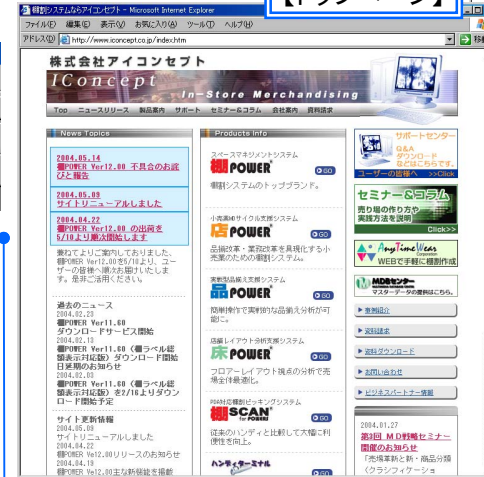 【トップページ】
棚割システムならアイコンセプト - Microsoft Internet Explorer
ファイル(F) 編集(E) 表示(V) お気に入り(A) ツール(T) ヘルプ(H)
アドレス(D) http://www.iconcept.co.jp/index.htm 移動
株式会社アイコンセプト
IConcept
In-Store Merchandising
Top ニュースリリース 製品案内 サポート セミナー&コラム 会社案内 資料請求
News Topics
2004.05.14
棚POWER Ver12.00 不具合のお詫びと報告
2004.05.09
サイトリニューアルしました
2004.04.22
棚POWER Ver12.00 の出荷を5/10より順次開始します
兼ねてよりご案内しておりました、
棚POWER Ver12.00を5/10より、ユー
ザーの皆様へ順次お届けいたしま
す。是非ご活用ください。
過去のニュース
2004.02.23
棚POWER Ver11.60
ダウンロードサービス開始
2004.02.13
棚POWER Ver11.60（棚ラベル総
額表示対応版）ダウンロード開始
日延期のお知らせ
2004.02.03
棚POWER Ver11.60（棚ラベル総
額表示対応版）を2/16よりダウン
ロード開始予定
サイト更新情報
2004.05.09
サイトリニューアルしました
2004.04.22
棚POWER Ver12.00リリースのお知らせ
2004.04.19
棚POWER Ver12.00主な新機能を掲載
Products Info
スペースマネジメントシステム
棚POWER GO
棚割システムのトップブランド。
小売業ゆサイクル支援システム
店POWER GO
品揃改革・業務改革を具現化する小
売業のための棚割システム。
実戦型品揃え支援システム
品POWER GO
簡単操作で実戦的な品揃え分析が可
能に。
店舗レイアウト分析支援システム
床POWER GO
フロアーレイアウト視点の分析で売
場全体最適化。
PDA対応棚割ピッキングシステム
棚SCAN GO
従来のハンディと比較して大幅に利
便性を向上。
ハンディターミナル
GO
サポートセンター
Q&A
ダウンロード
などはこちらです。
ユーザーの皆様へ >>Click
セミナー&コラム
売り場の作り方や
実践方法を説明
Click>>
AnyTimeWear
WEBで手軽に棚割作成
MDBセンター
マスターデータの提供はこちら。
事例紹介
資料請求
資料ダウンロード
お問い合わせ
ビジネスパートナー情報
2004.01.27
第3回 MD戦略セミナー
開催のお知らせ
「売場革新と新・商品分類
（クラシフィケーショ